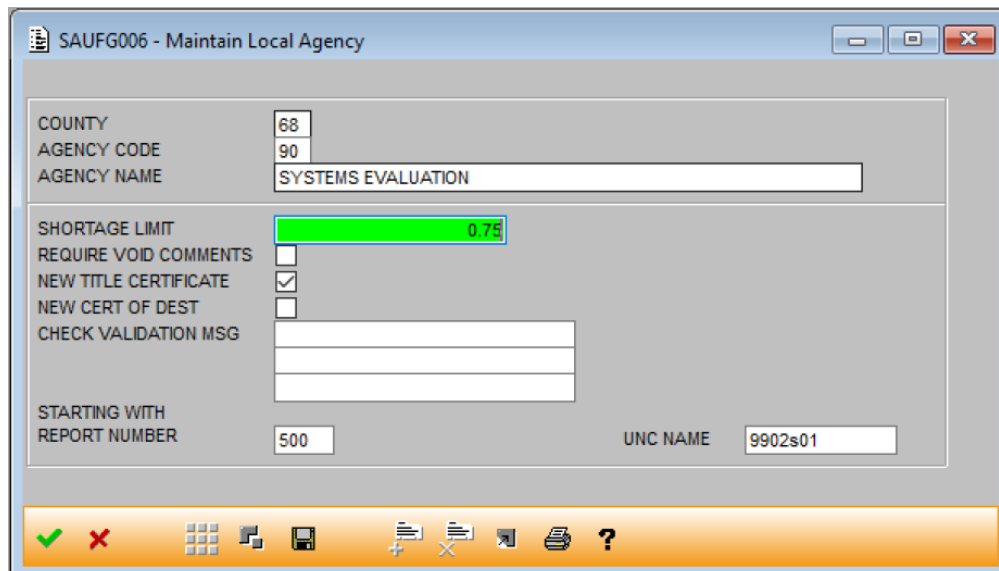 SAUFG006 - Maintain Local Agency
COUNTY 68
AGENCY CODE 90
AGENCY NAME SYSTEMS EVALUATION
SHORTAGE LIMIT 0.75
REQUIRE VOID COMMENTS
NEW TITLE CERTIFICATE
NEW CERT OF DEST
CHECK VALIDATION MSG
STARTING WITH
REPORT NUMBER 500 UNC NAME 9902s01
?